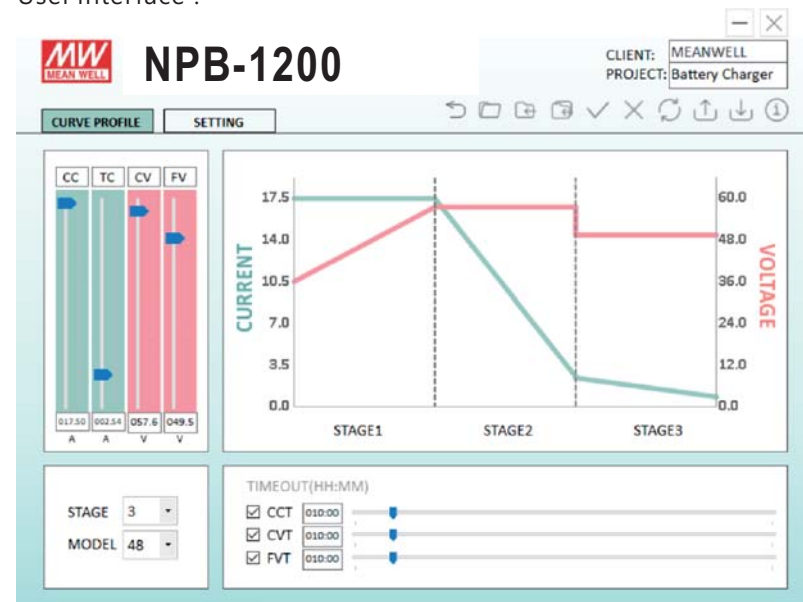 User interface :
MW
MEAN WELL
NPB-1200
CLIENT: MEANWELL
PROJECT: Battery Charger
CURVE PROFILE SETTING
CC TC CV FV
017.50 002.54 057.6 049.5
A A V V
CURRENT
17.5
14.0
10.5
7.0
3.5
0.0
60.0
48.0
36.0
24.0
12.0
0.0
VOLTAGE
STAGE1 STAGE2 STAGE3
STAGE 3
MODEL 48
TIMEOUT(HH:MM)
CCT 010:00
CVT 010:00
FVT 010:00